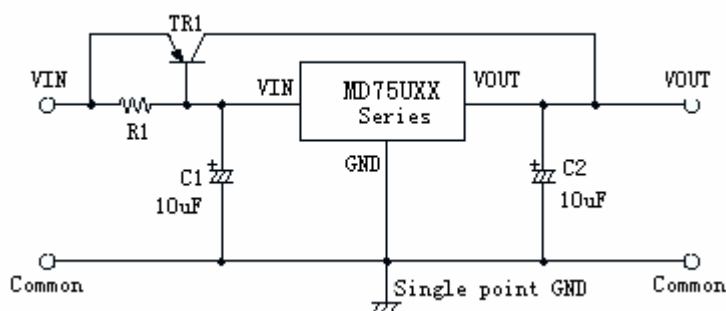 TR1
VIN
R1
VIN
MD75UXX
Series
VOUT
VOUT
GND
C1
10uF
C2
10uF
Common
Single point GND
Common